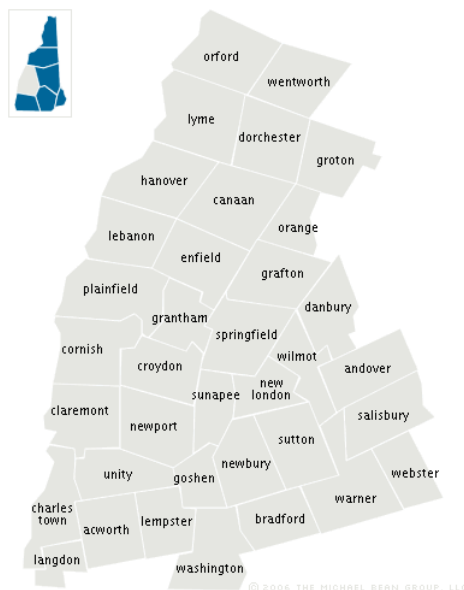 orford
wentworth
lyme
dorchester
groton
hanover
canaan
orange
lebanon
enfield
grafton
plainfield
danbury
grantham
springfield
cornish
wilmot
croydon
andover
new
london
sunapee
claremont
salisbury
newport
sutton
newbury
webster
unity
goshen
warner
charles
town
lempster
bradford
acworth
langdon
washington
© 2006 THE MICHAEL BEAN GROUP, LLC